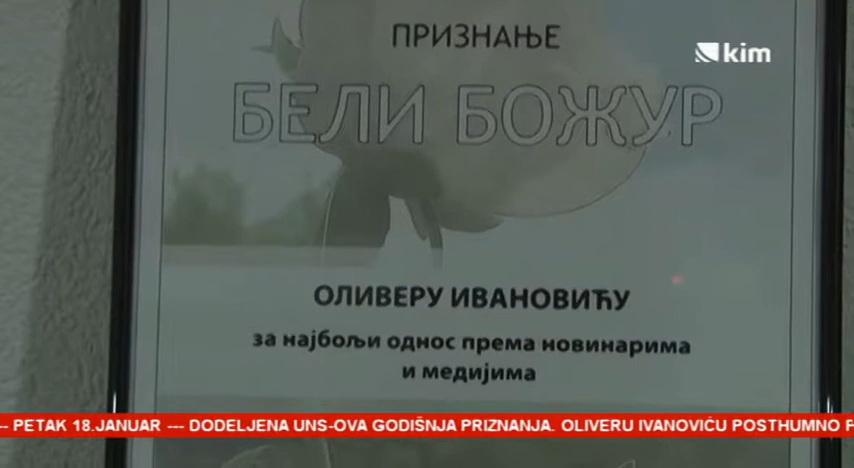 ПРИЗНАЊЕ
kim
БЕЛИ БОЖУР
ОЛИВЕРУ ИВАНОВИЋУ
за најбољи однос према новинарима
и медијима
-- PETAK 18.JANUAR --- DODELJENA UNS-OVA GODIŠNJA PRIZNANJA. OLIVERU IVANOVIĆU POSTHUMNO